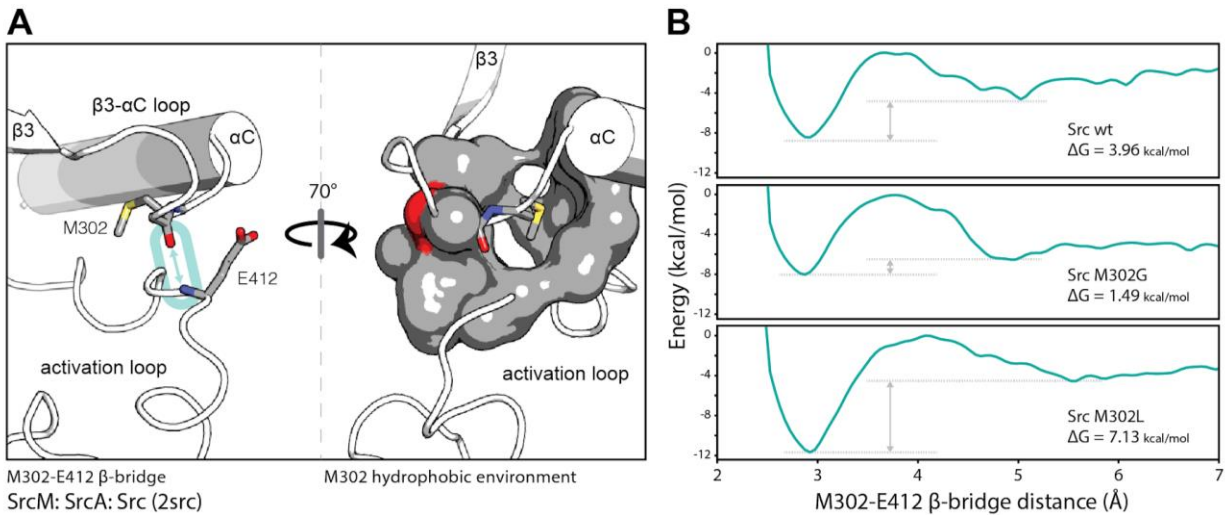 A
β3
β3-αC loop
β3
αC
αC
70°
M302
E412
activation loop
activation loop
M302-E412 β-bridge
M302 hydrophobic environment
SrcM: SrcA: Src (2src)
B
Energy (kcal/mol)
0
-4
-8
-12
Src wt
ΔG = 3.96 kcal/mol
0
-4
-8
-12
Src M302G
ΔG = 1.49 kcal/mol
0
-4
-8
-12
Src M302L
ΔG = 7.13 kcal/mol
2 3 4 5 6 7
M302-E412 β-bridge distance (Å)